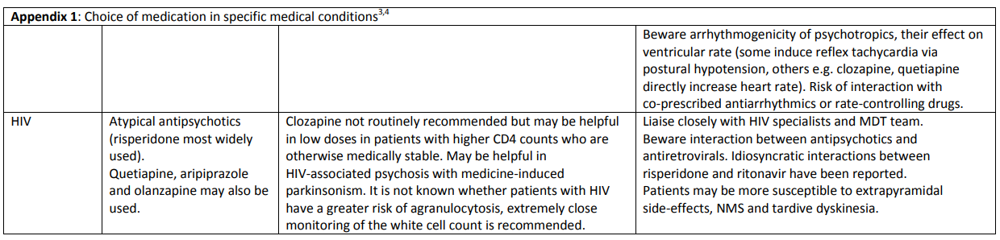 Appendix 1: Choice of medication in specific medical conditions3,4
Beware arrhythmogenicity of psychotropics, their effect on
ventricular rate (some induce reflex tachycardia via
postural hypotension, others e.g. clozapine, quetiapine
directly increase heart rate). Risk of interaction with
co-prescribed antiarrhythmics or rate-controlling drugs.
HIV
Atypical antipsychotics
(risperidone most widely
used).
Quetiapine, aripiprazole
and olanzapine may also be
used.
Clozapine not routinely recommended but may be helpful
in low doses in patients with higher CD4 counts who are
otherwise medically stable. May be helpful in
HIV-associated psychosis with medicine-induced
parkinsonism. It is not known whether patients with HIV
have a greater risk of agranulocytosis, extremely close
monitoring of the white cell count is recommended.
Liaise closely with HIV specialists and MDT team.
Beware interaction between antipsychotics and
antiretrovirals. Idiosyncratic interactions between
risperidone and ritonavir have been reported.
Patients may be more susceptible to extrapyramidal
side-effects, NMS and tardive dyskinesia.